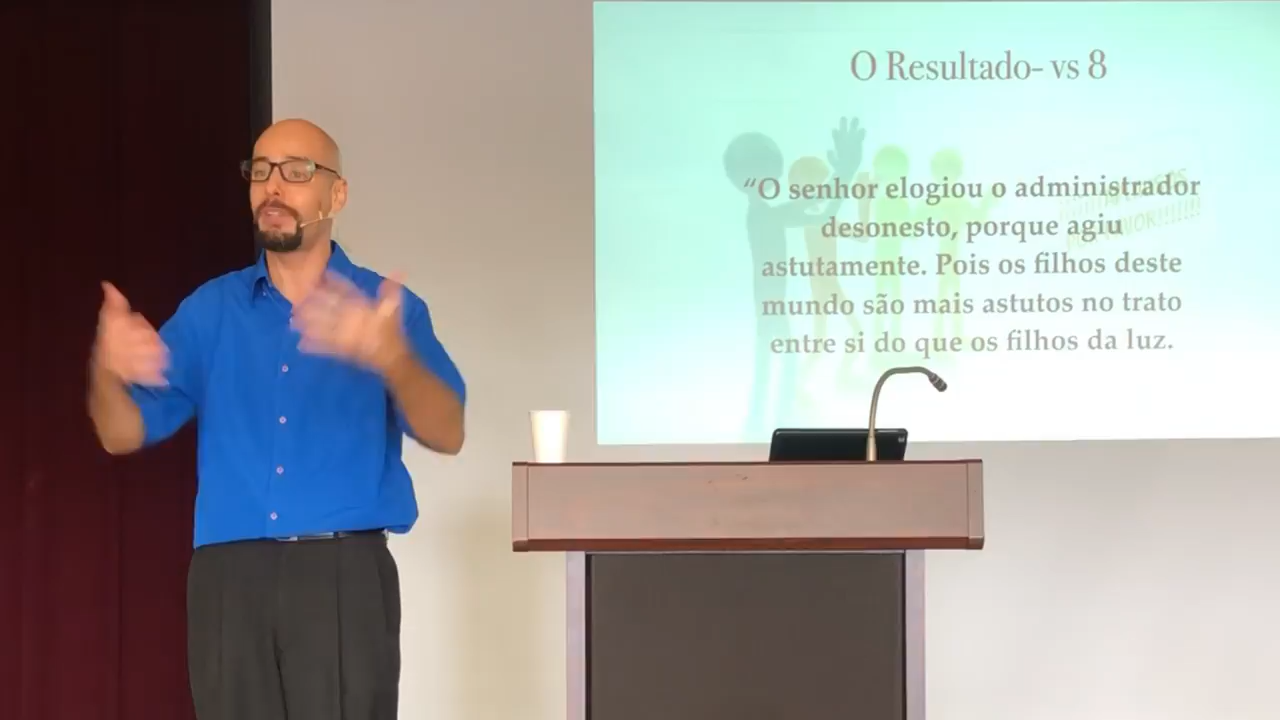 O Resultado- vs 8
“O senhor elogiou o administrador
desonesto, porque agiu
astutamente. Pois os filhos deste
mundo são mais astutos no trato
entre si do que os filhos da luz.